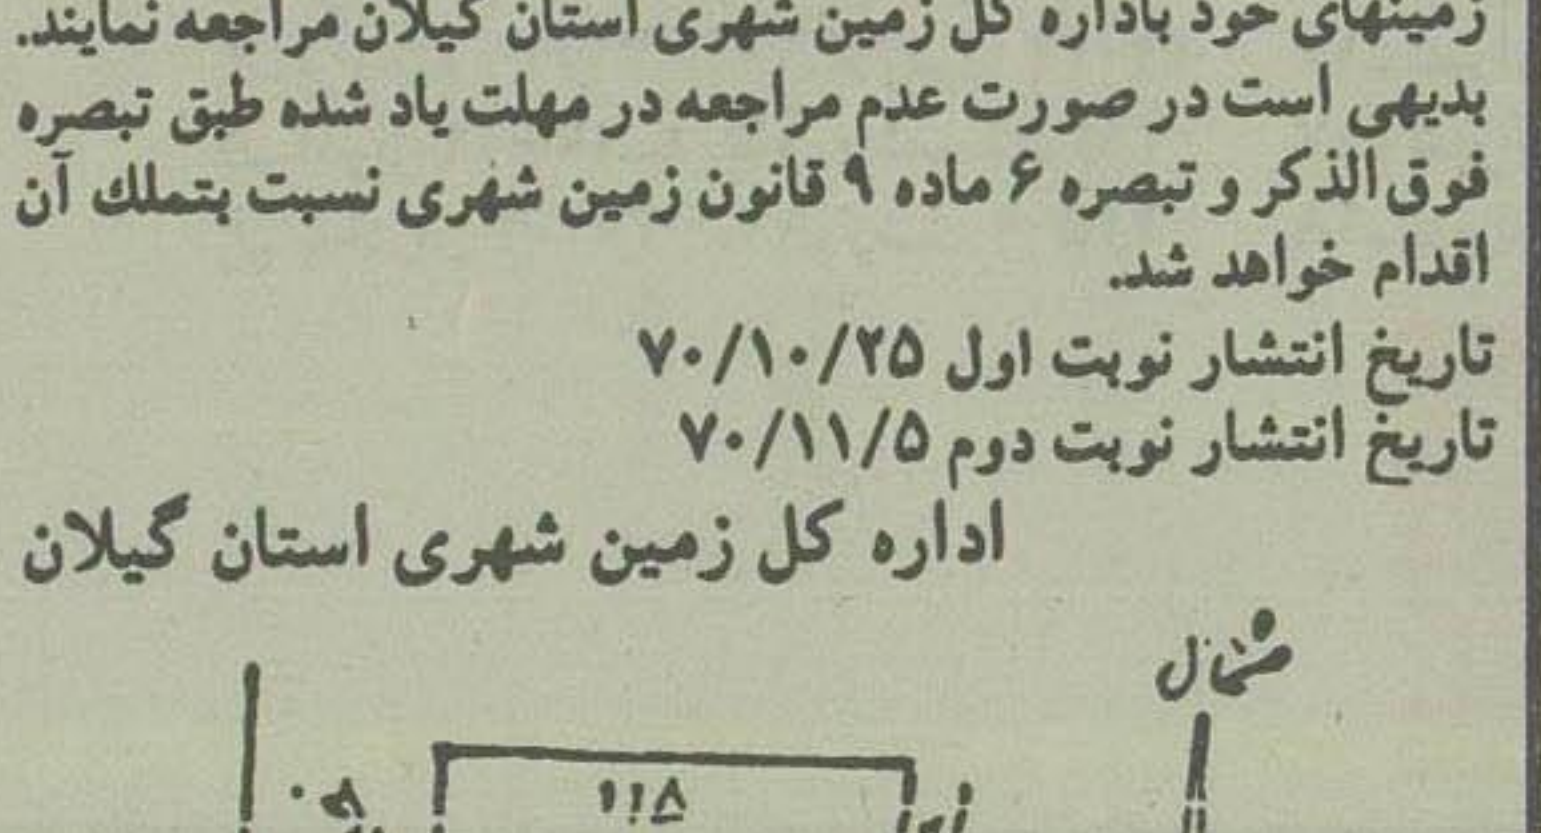 زمینهای خود باداره کل زمین شهری استان گیلان مراجعه نمایند.
بدیهی است در صورت عدم مراجعه در مهلت یاد شده طبق تبصره
فوق‌الذکر و تبصره ۶ ماده ۹ قانون زمین شهری نسبت بتملك آن
اقدام خواهد شد.
تاریخ انتشار نوبت اول ۷۰/۱۰/۲۵
تاریخ انتشار نوبت دوم ۷۰/۱۱/۵
اداره کل زمین شهری استان گیلان
شمال
۱۱۵